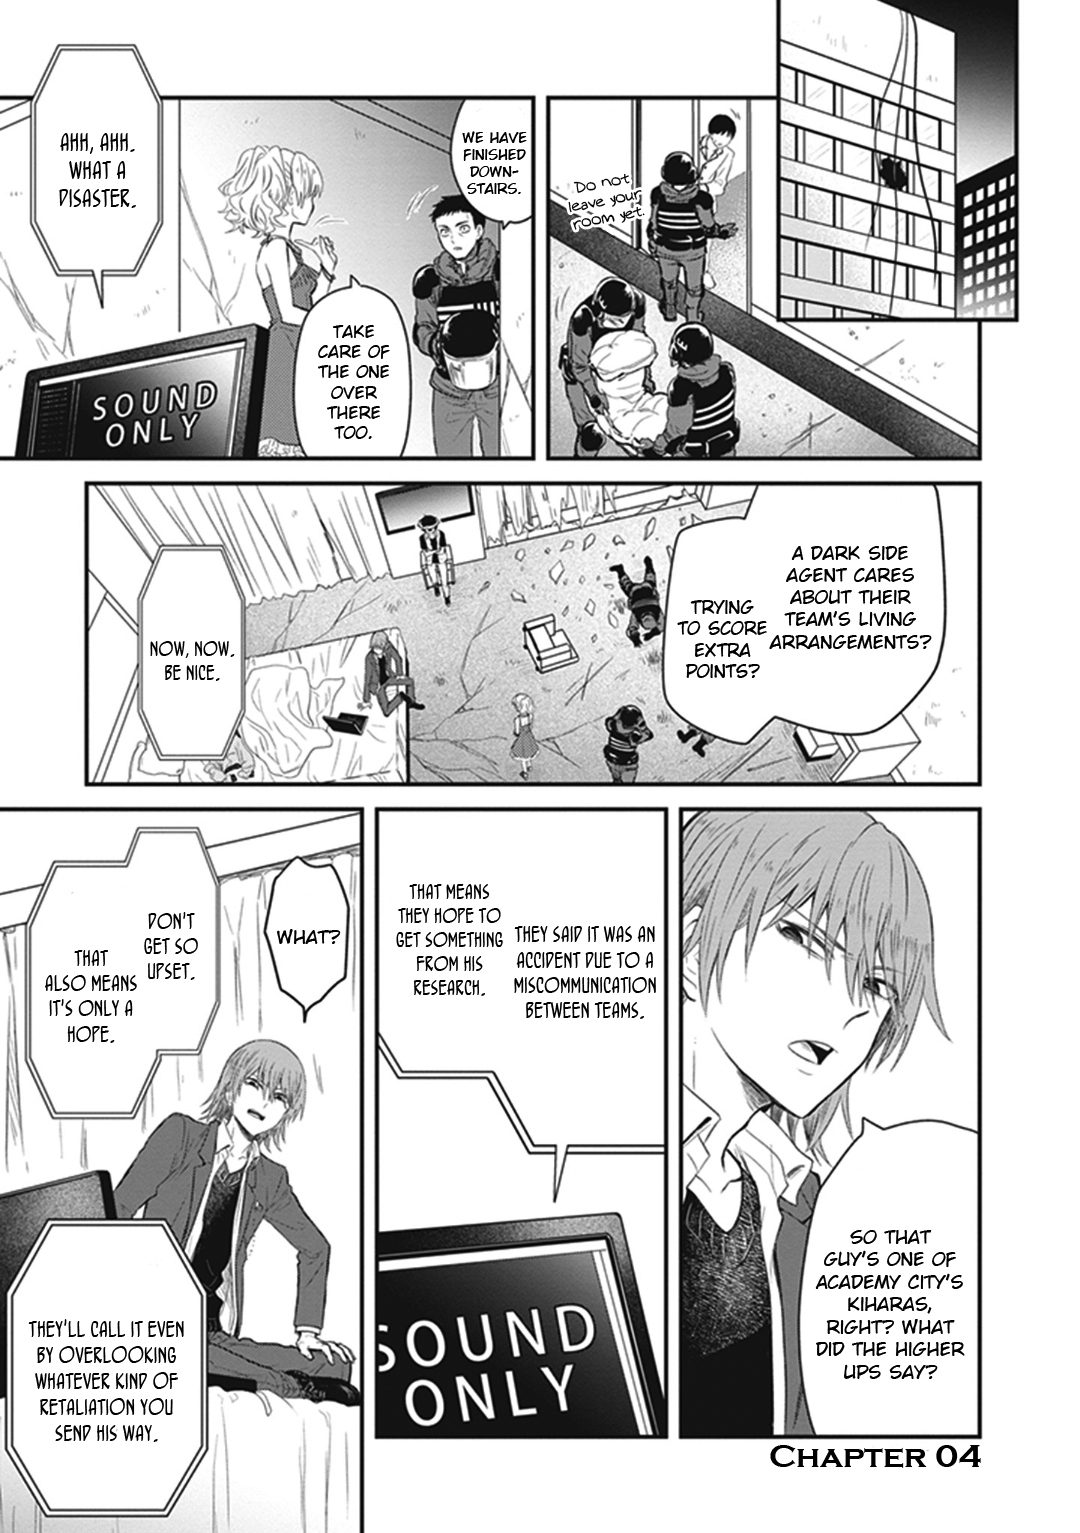 Do not
leave your
room yet.
WE HAVE
FINISHED
DOWN-
STAIRS.
TAKE
CARE OF
THE ONE
OVER
THERE
TOO.
AHH, AHH.
WHAT A
DISASTER.
SOUND
ONLY
A DARK SIDE
AGENT CARES
ABOUT THEIR
TEAM'S LIVING
ARRANGEMENTS?
TRYING
TO SCORE
EXTRA
POINTS?
NOW, NOW.
BE NICE.
SO THAT
GUY'S ONE OF
ACADEMY CITY'S
KIHARAS,
RIGHT? WHAT
DID THE HIGHER
UPS SAY?
THEY SAID IT WAS AN
ACCIDENT DUE TO A
MISCOMMUNICATION
BETWEEN TEAMS.
THAT MEANS
THEY HOPE TO
GET SOMETHING
FROM HIS
RESEARCH.
SOUND
ONLY
WHAT?
DON'T
GET SO
UPSET.
THAT
ALSO MEANS
IT'S ONLY A
HOPE.
THEY'LL CALL IT EVEN
BY OVERLOOKING
WHATEVER KIND OF
RETALIATION YOU
SEND HIS WAY.
CHAPTER 04